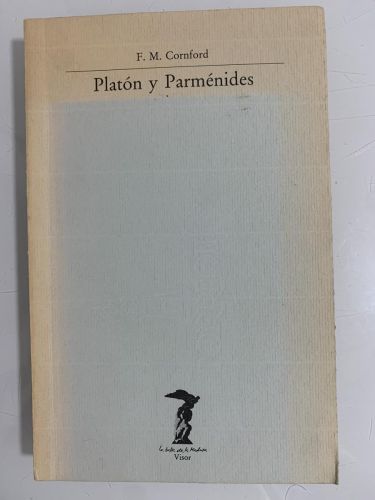 F. M. Cornford
Platón y Parménides
la balsa de la Medusa
Visor